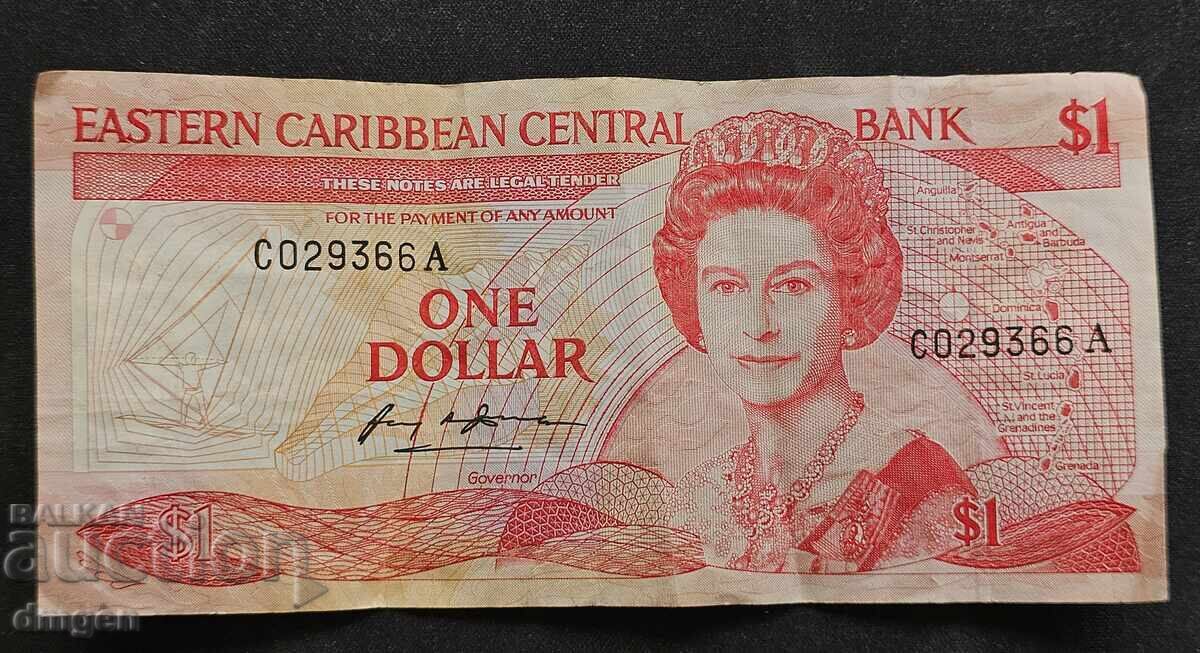 EASTERN CARIBBEAN CENTRAL BANK $1
THESE NOTES ARE LEGAL TENDER
FOR THE PAYMENT OF ANY AMOUNT
C029366 A
ONE
DOLLAR
Governor
Anguilla
St. Christopher
and Nevis
Antigua
and
Barbuda
Montserrat
Dominica
C029366 A
St. Lucia
St. Vincent
and the
Grenadines
Grenada
$1
$1
BALKAN
auction
dmgen